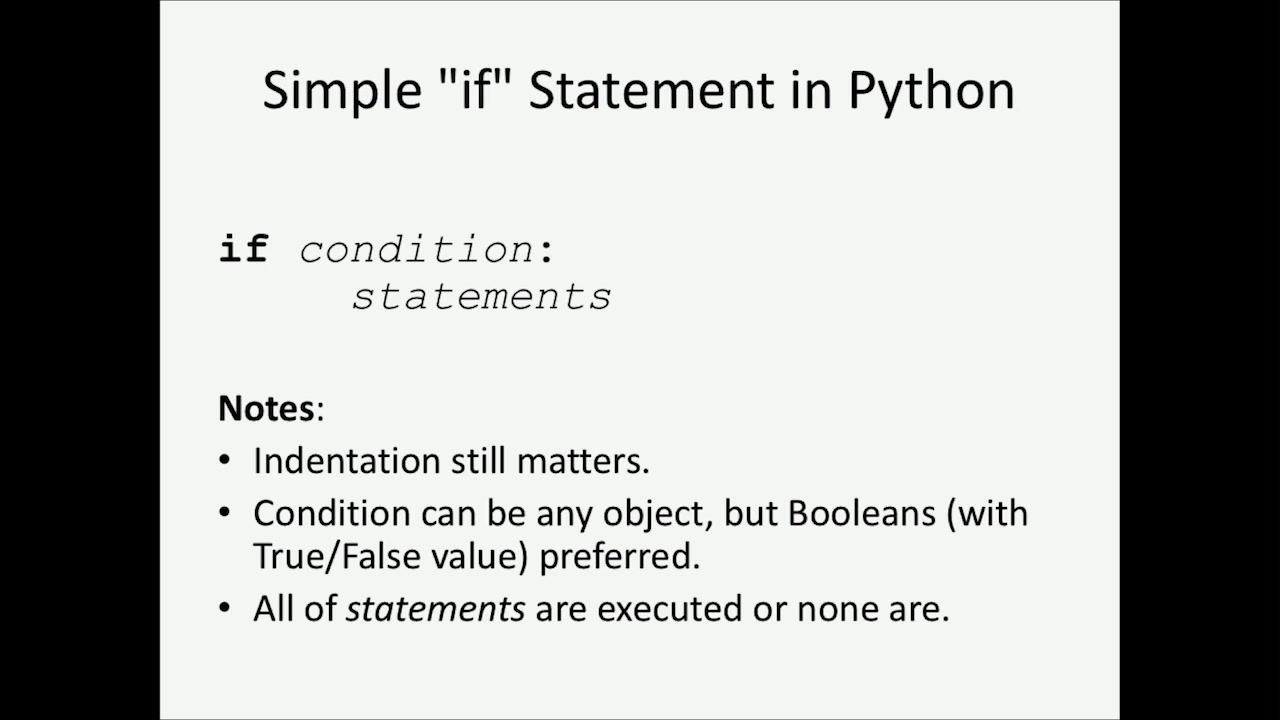 Simple "if" Statement in Python
if condition:
statements
Notes:
• Indentation still matters.
• Condition can be any object, but Booleans (with
True/False value) preferred.
• All of statements are executed or none are.